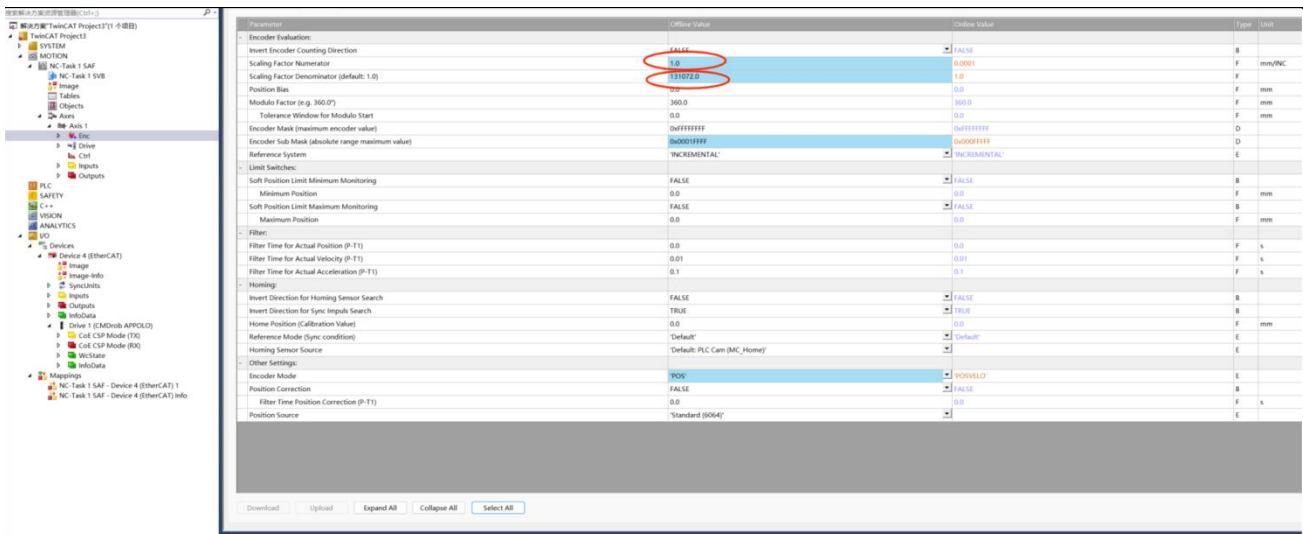 搜索解决方案资源管理器(Ctrl+;)
解决方案"TwinCAT Project3"(1 个项目)
TwinCAT Project3
SYSTEM
MOTION
NC-Task 1 SAF
NC-Task 1 SVB
Image
Tables
Objects
Axes
Axis 1
Enc
Drive
Ctrl
Inputs
Outputs
PLC
SAFETY
C++
VISION
ANALYTICS
I/O
Devices
Device 4 (EtherCAT)
Image
Image-Info
SyncUnits
Inputs
Outputs
InfoData
Drive 1 (CMDrob APPOLO)
CoE CSP Mode (TX)
CoE CSP Mode (RX)
WcState
InfoData
Mappings
NC-Task 1 SAF - Device 4 (EtherCAT) 1
NC-Task 1 SAF - Device 4 (EtherCAT) Info
Parameter Offline Value Online Value Type Unit
- Encoder Evaluation:
Invert Encoder Counting Direction FALSE FALSE B
Scaling Factor Numerator 1.0 0.0001 F mm/INC
Scaling Factor Denominator (default: 1.0) 131072.0 1.0 F
Position Bias 0.0 0.0 F mm
Modulo Factor (e.g. 360.0°) 360.0 360.0 F mm
Tolerance Window for Modulo Start 0.0 0.0 F mm
Encoder Mask (maximum encoder value) 0xFFFFFFFF 0xFFFFFFFF D
Encoder Sub Mask (absolute range maximum value) 0x0001FFFF 0x000FFFFF D
Reference System 'INCREMENTAL' 'INCREMENTAL' E
- Limit Switches:
Soft Position Limit Minimum Monitoring FALSE FALSE B
Minimum Position 0.0 0.0 F mm
Soft Position Limit Maximum Monitoring FALSE FALSE B
Maximum Position 0.0 0.0 F mm
- Filter:
Filter Time for Actual Position (P-T1) 0.0 0.0 F s
Filter Time for Actual Velocity (P-T1) 0.01 0.01 F s
Filter Time for Actual Acceleration (P-T1) 0.1 0.1 F s
- Homing:
Invert Direction for Homing Sensor Search FALSE FALSE B
Invert Direction for Sync Impuls Search TRUE TRUE B
Home Position (Calibration Value) 0.0 0.0 F mm
Reference Mode (Sync condition) 'Default' 'Default' E
Homing Sensor Source 'Default: PLC Cam (MC_Home)' E
- Other Settings:
Encoder Mode 'POS' 'POSVELO' E
Position Correction FALSE FALSE B
Filter Time Position Correction (P-T1) 0.0 0.0 F s
Position Source 'Standard (6064)' E
Download Upload Expand All Collapse All Select All